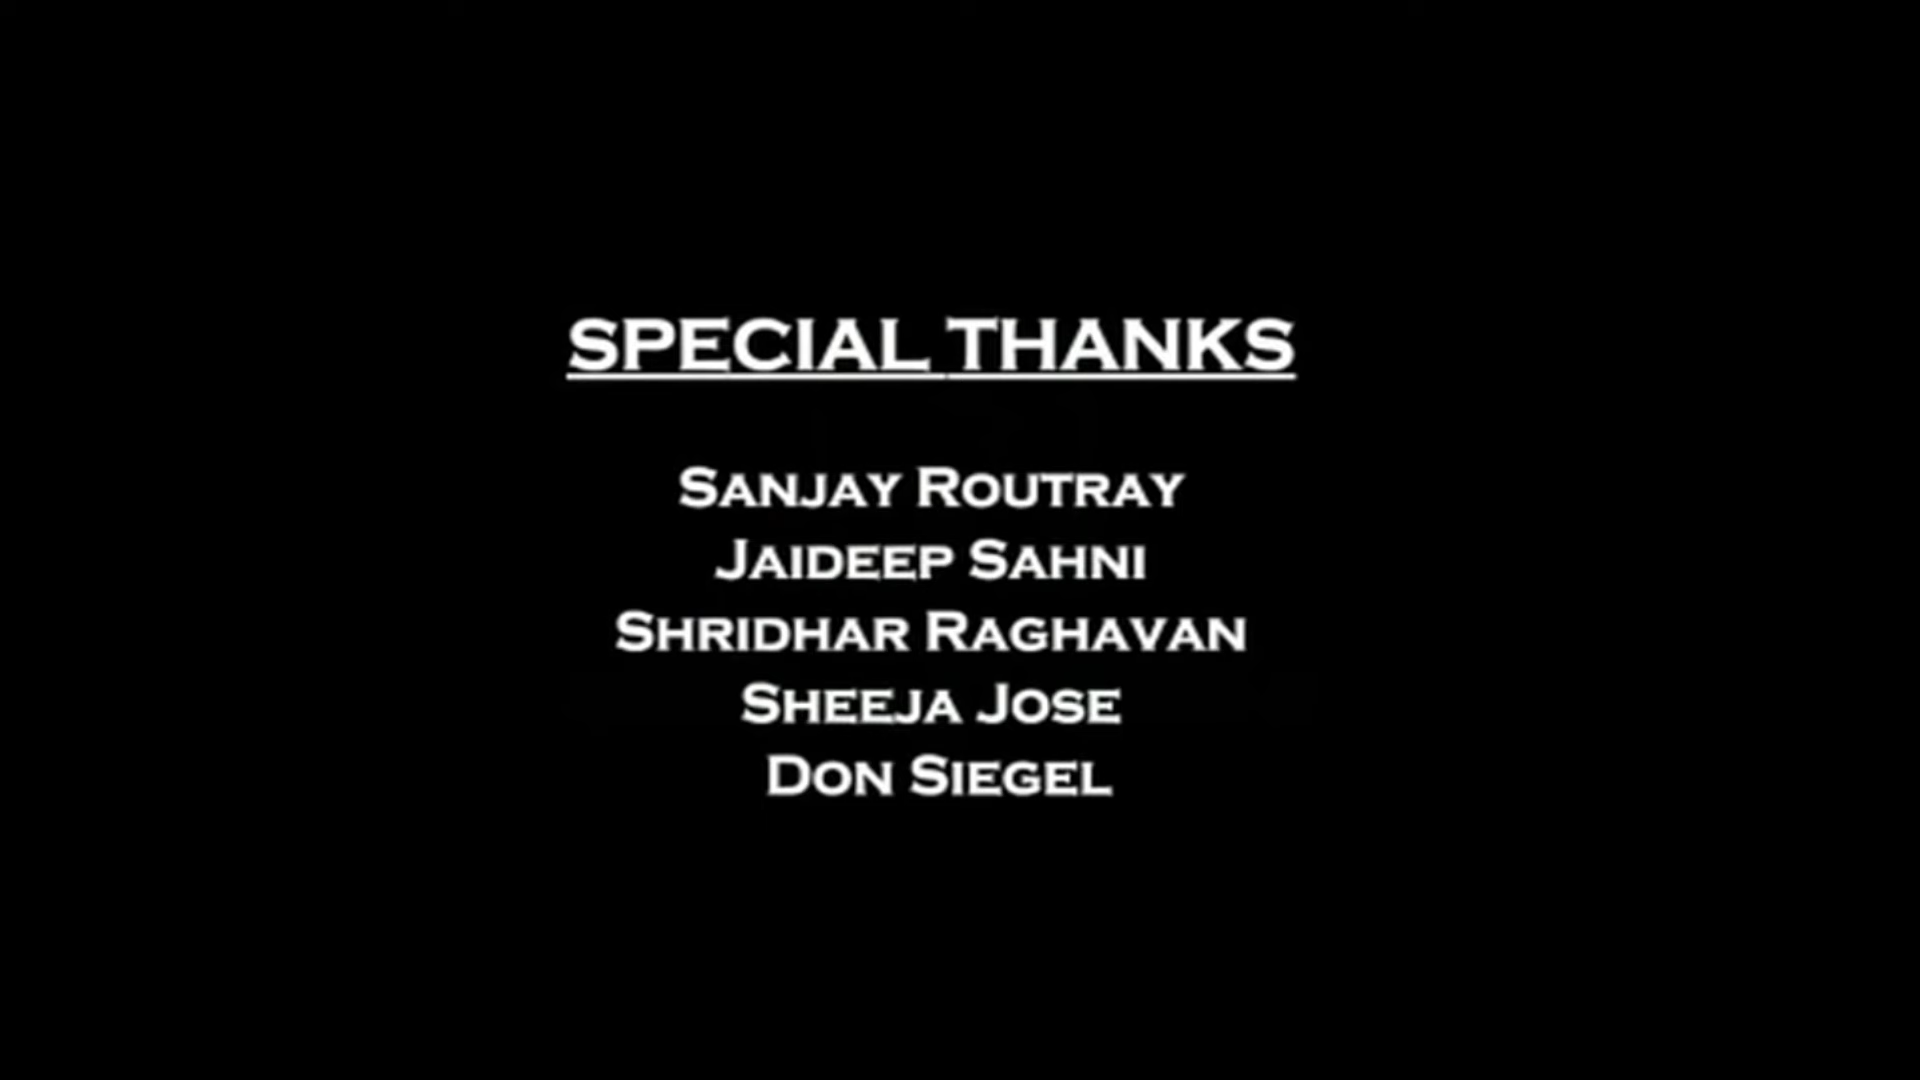 SPECIAL THANKS
SANJAY ROUTRAY
JAIDEEP SAHNI
SHRIDHAR RAGHAVAN
SHEEJA JOSE
DON SIEGEL